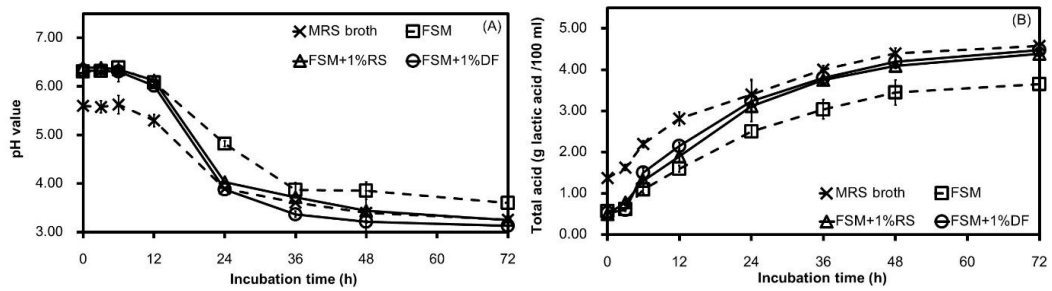 (A)
7.00
6.00
5.00
4.00
3.00
pH value
MRS broth
FSM
FSM+1%RS
FSM+1%DF
0 12 24 36 48 60 72
Incubation time (h)
(B)
6.00
5.00
4.00
3.00
2.00
1.00
0.00
Total acid (g lactic acid /100 ml)
MRS broth
FSM
FSM+1%RS
FSM+1%DF
0 12 24 36 48 60 72
Incubation time (h)